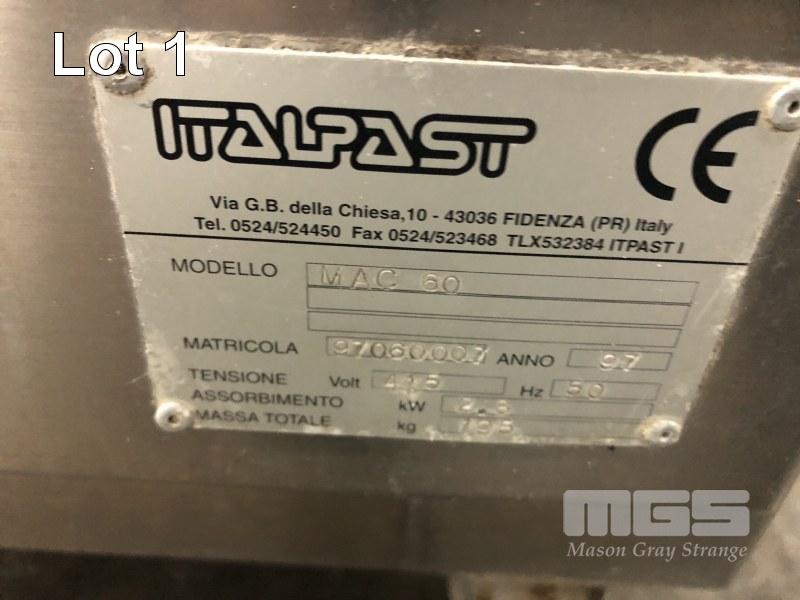 Lot 1
ITALPAST
CE
Via G.B. della Chiesa,10 - 43036 FIDENZA (PR) Italy
Tel. 0524/524450 Fax 0524/523468 TLX532384 ITPAST I
MODELLO MAC 60
MATRICOLA 97060007 ANNO 97
TENSIONE Volt 415 Hz 50
ASSORBIMENTO kW
MASSA TOTALE kg
MGS
Mason Gray Strange